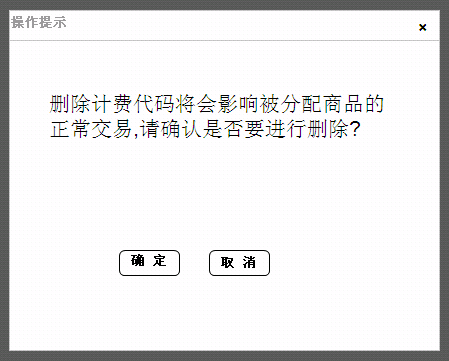 操作提示
×
删除计费代码将会影响被分配商品的
正常交易,请确认是否要进行删除?
确 定
取 消